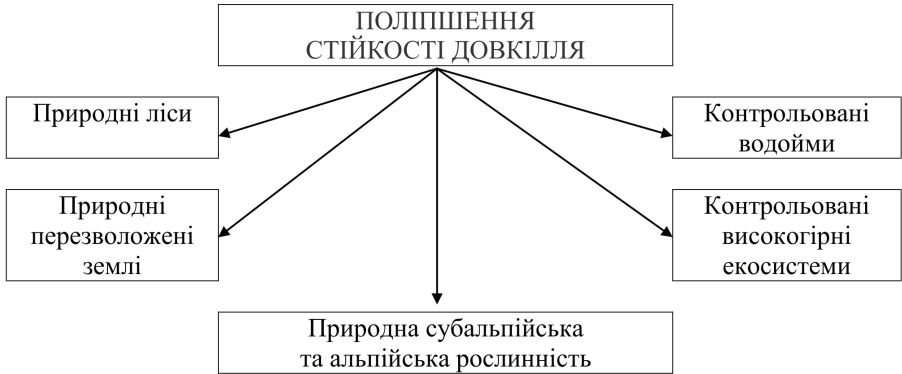 ПОЛІПШЕННЯ
СТІЙКОСТІ ДОВКІЛЛЯ
Природні ліси
Контрольовані
водойми
Природні
перезволожені
землі
Контрольовані
високогірні
екосистеми
Природна субальпійська
та альпійська рослинність